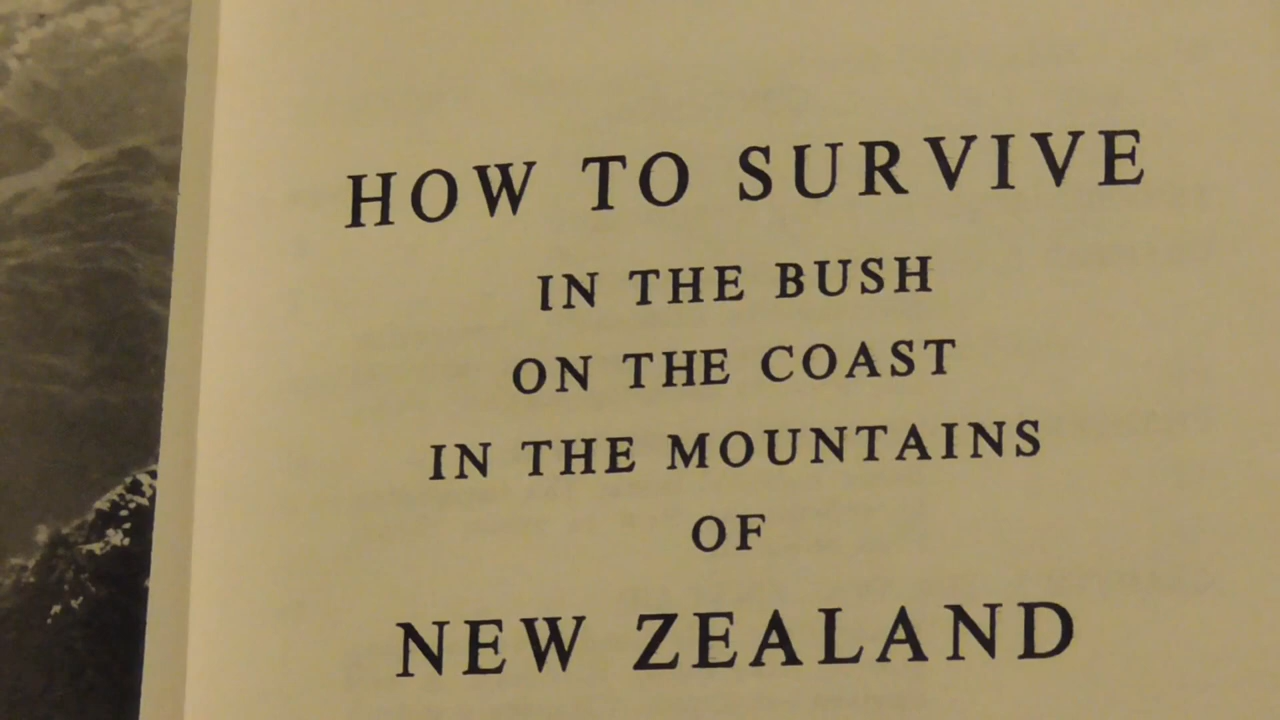 HOW TO SURVIVE
IN THE BUSH
ON THE COAST
IN THE MOUNTAINS
OF
NEW ZEALAND